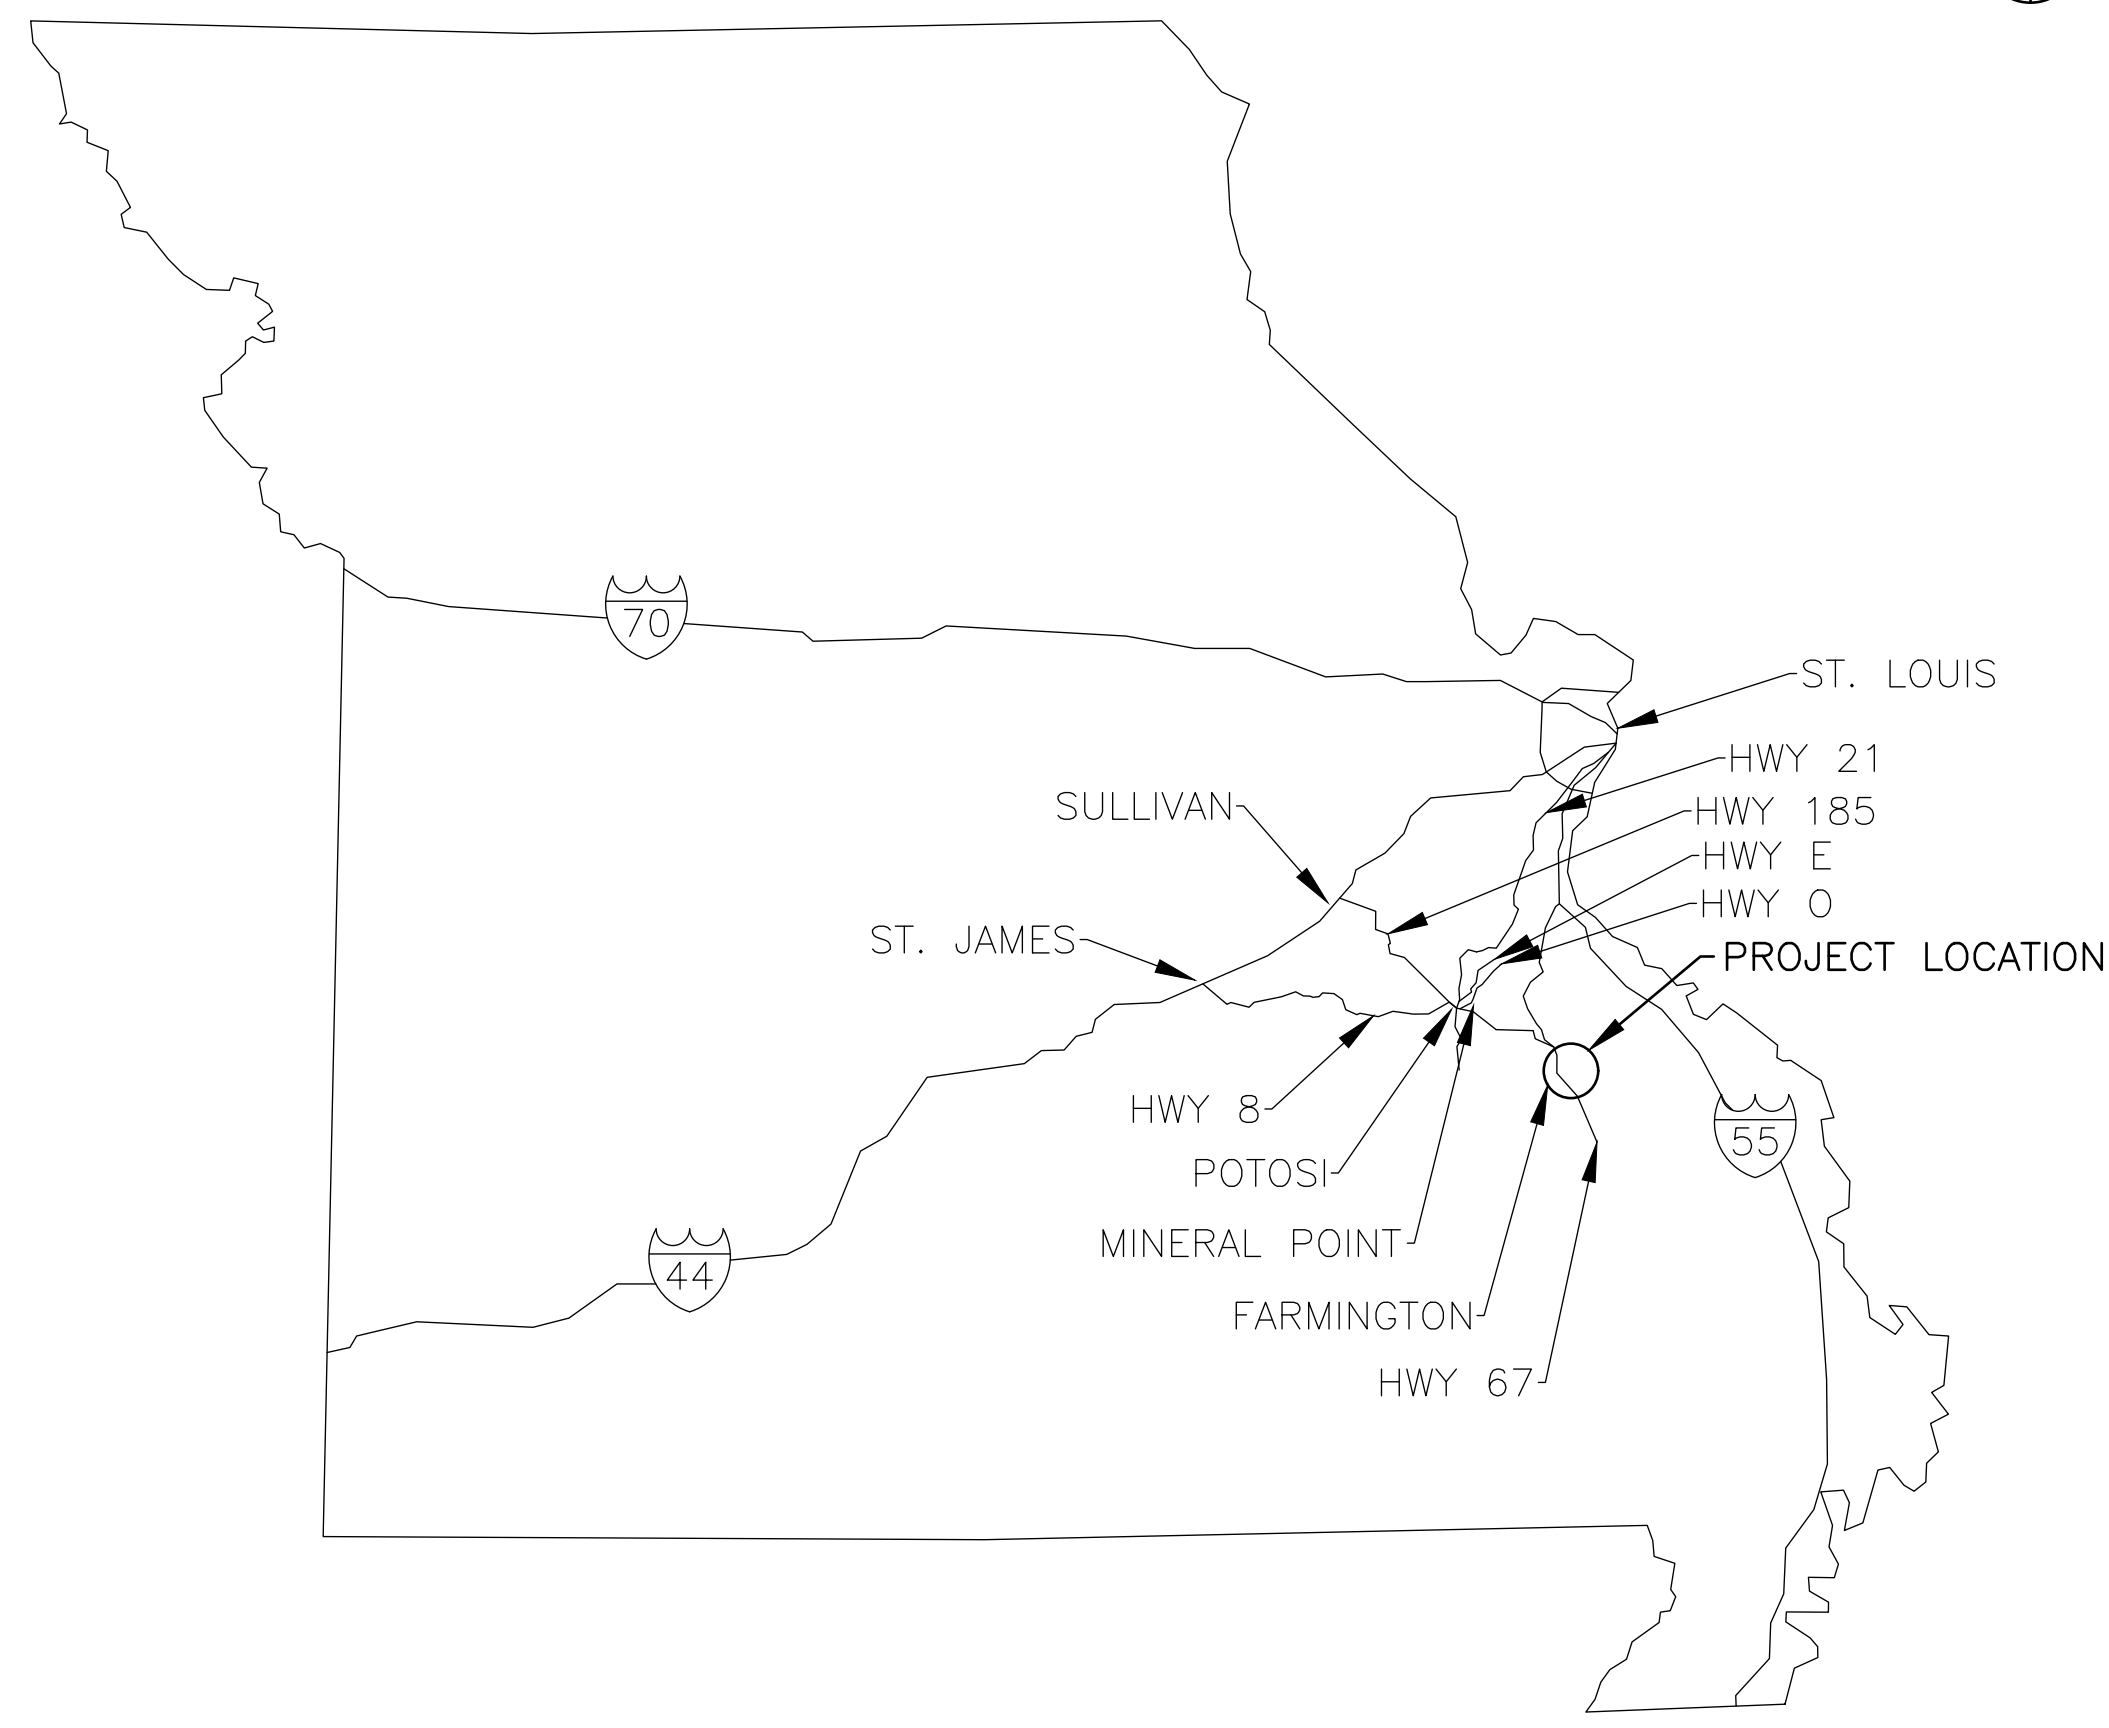 70
ST. LOUIS
HWY 21
SULLIVAN
HWY 185
HWY E
HWY O
ST. JAMES
PROJECT LOCATION
HWY 8
55
POTOSI
MINERAL POINT
44
FARMINGTON
HWY 67